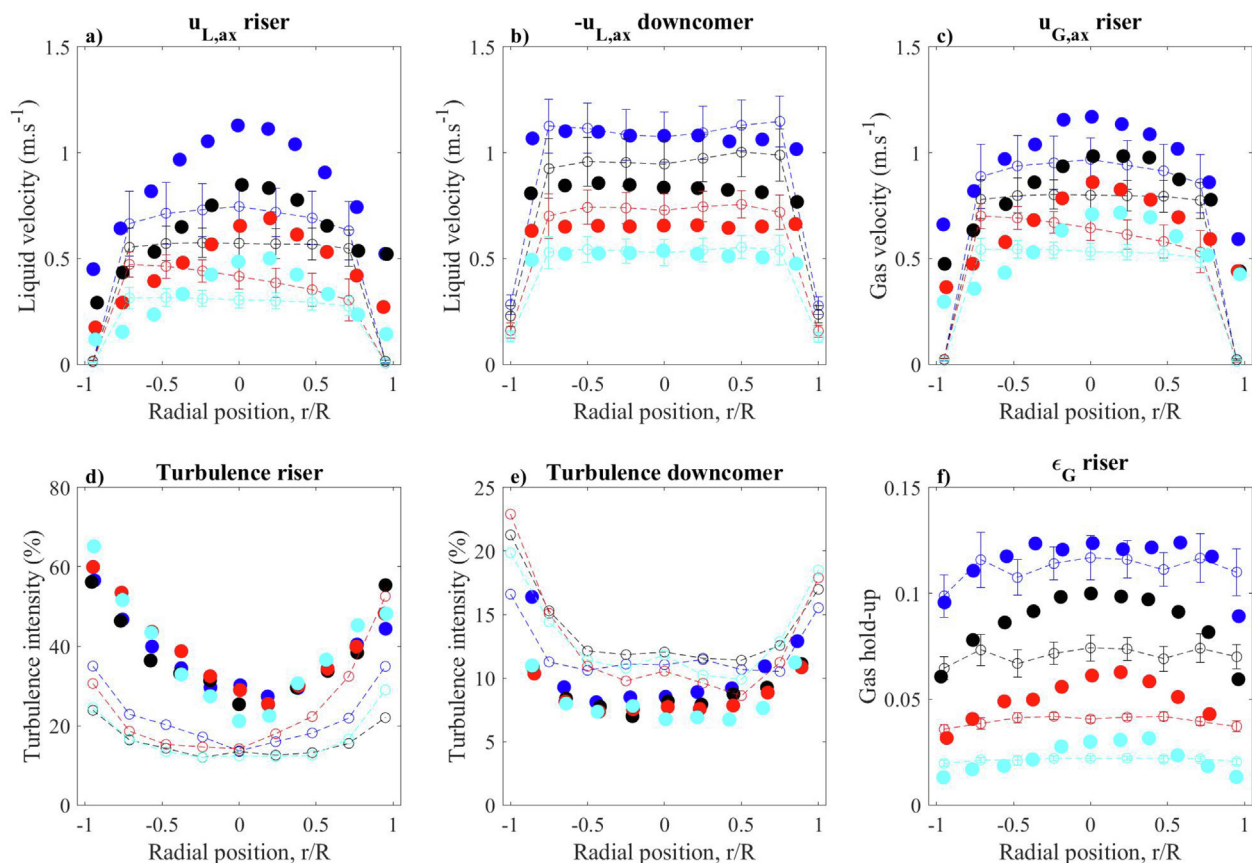 a) u_L,ax riser
1.5
1
0.5
0
Liquid velocity (m.s⁻¹)
-1 -0.5 0 0.5 1
Radial position, r/R
b) -u_L,ax downcomer
1.5
1
0.5
0
Liquid velocity (m.s⁻¹)
-1 -0.5 0 0.5 1
Radial position, r/R
c) u_G,ax riser
1.5
1
0.5
0
Gas velocity (m.s⁻¹)
-1 -0.5 0 0.5 1
Radial position, r/R
d) Turbulence riser
80
60
40
20
0
Turbulence intensity (%)
-1 -0.5 0 0.5 1
Radial position, r/R
e) Turbulence downcomer
25
20
15
10
5
0
Turbulence intensity (%)
-1 -0.5 0 0.5 1
Radial position, r/R
f) ϵ_G riser
0.15
0.1
0.05
0
Gas hold-up
-1 -0.5 0 0.5 1
Radial position, r/R